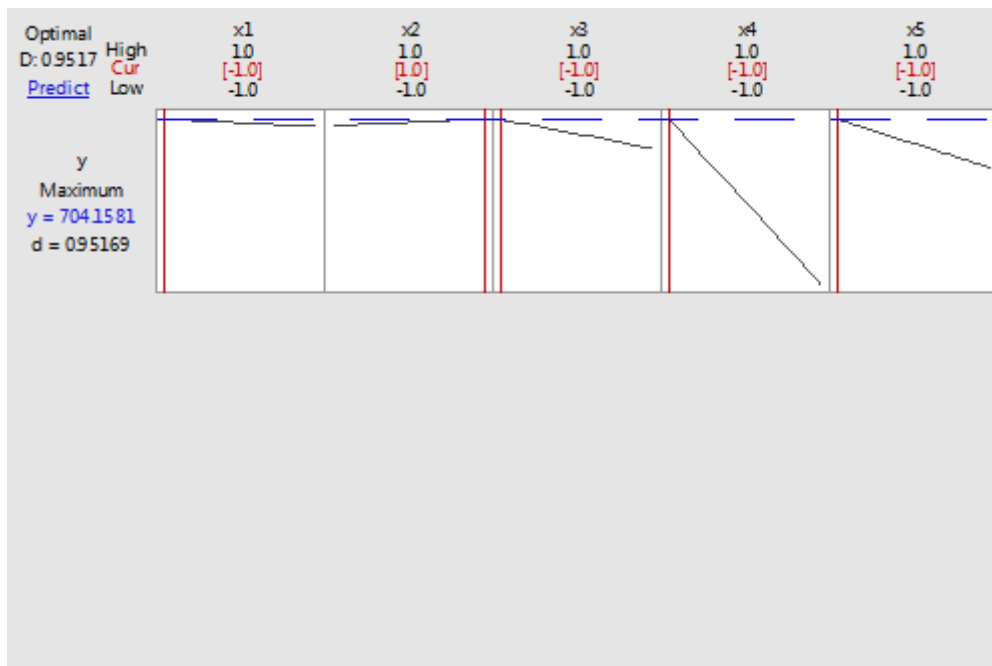 Optimal
D: 0.9517
Predict
High
Cur
Low
x1
1.0
[-1.0]
-1.0
x2
1.0
[1.0]
-1.0
x3
1.0
[-1.0]
-1.0
x4
1.0
[-1.0]
-1.0
x5
1.0
[-1.0]
-1.0
y
Maximum
y = 704.1581
d = 0.95169